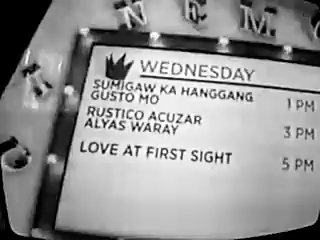 NEMO
WEDNESDAY
SUMIGAW KA HANGGANG
GUSTO MO
1 PM
RUSTICO ACUZAR
ALYAS WARAY
3 PM
LOVE AT FIRST SIGHT
5 PM